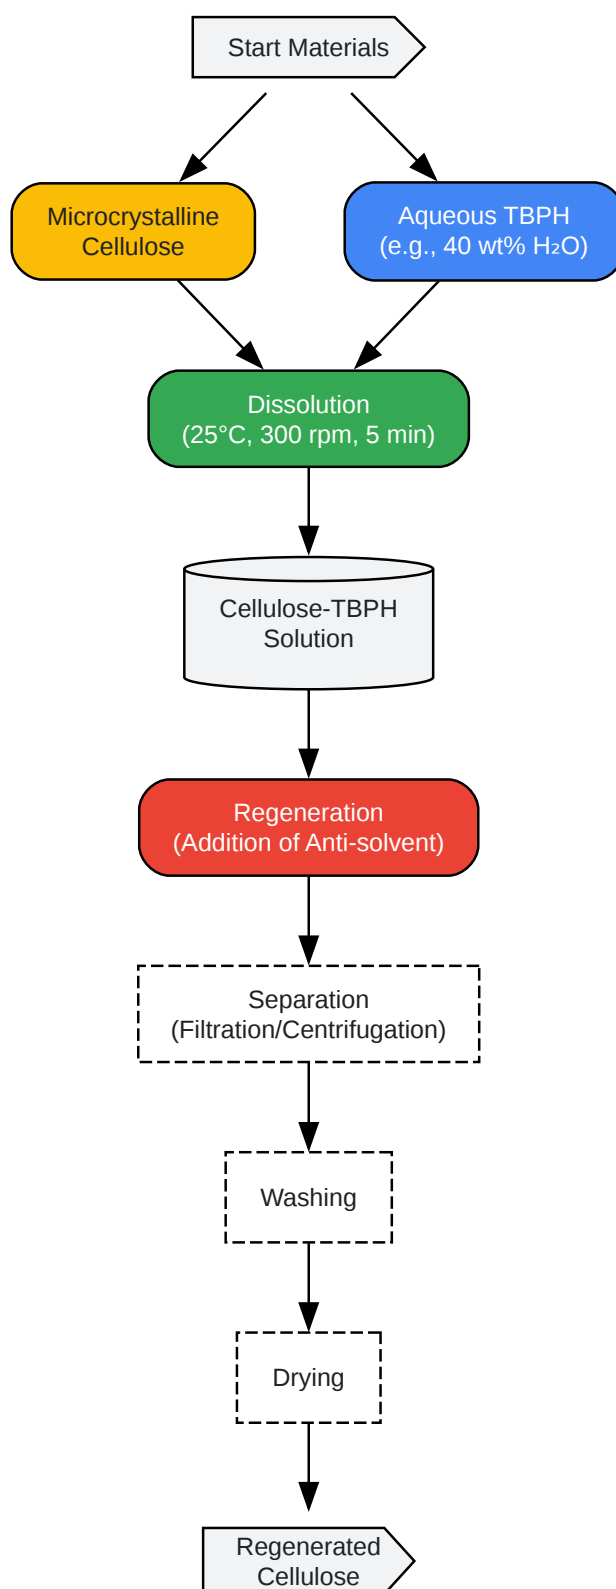 Start Materials
Microcrystalline
Cellulose
Aqueous TBPH
(e.g., 40 wt% H₂O)
Dissolution
(25°C, 300 rpm, 5 min)
Cellulose-TBPH
Solution
Regeneration
(Addition of Anti-solvent)
Separation
(Filtration/Centrifugation)
Washing
Drying
Regenerated
Cellulose